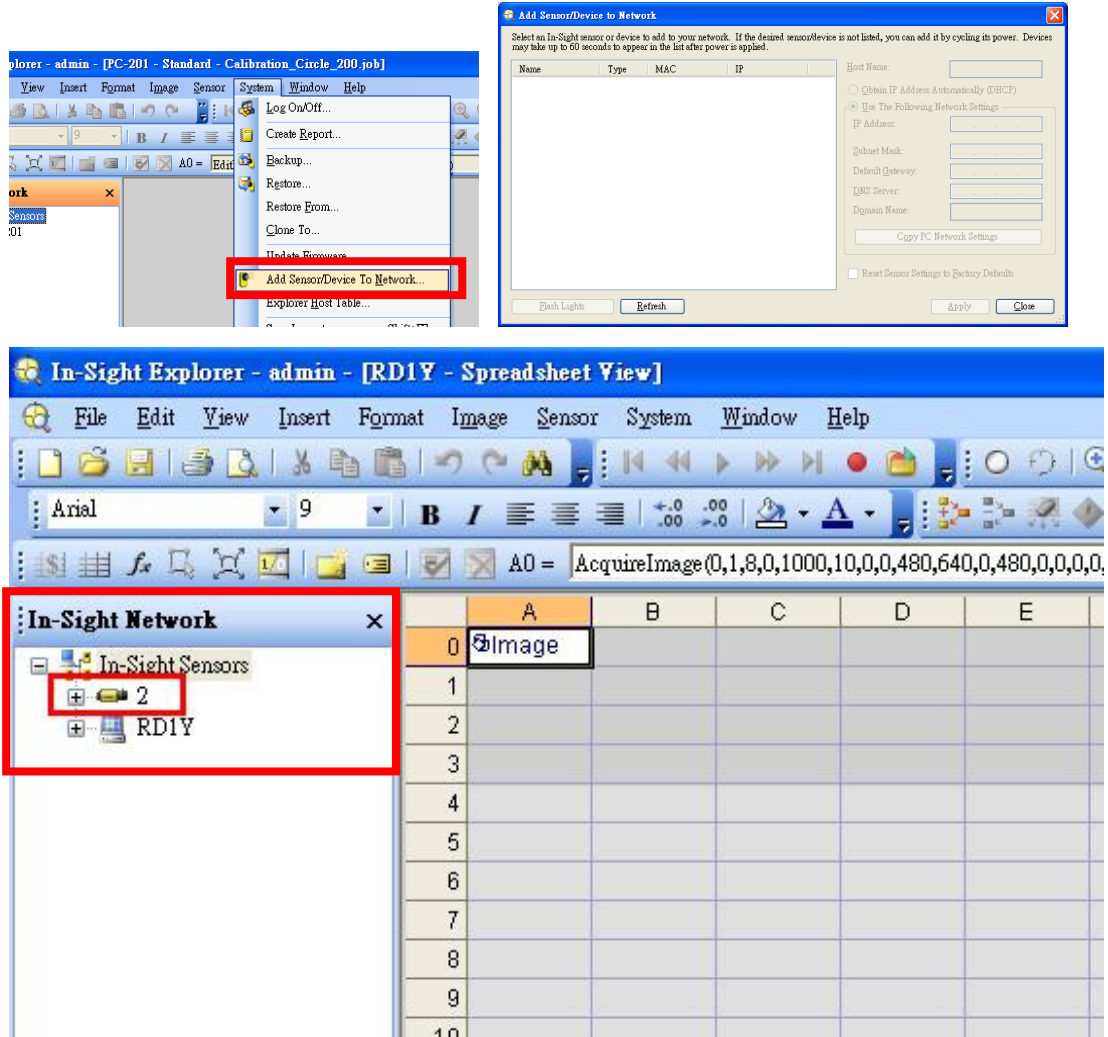 plorer - admin - [PC-201 - Standard - Calibration_Circle_200.job]
View Insert Format Image Sensor System Window Help
9 B I
A0 = Edit
ork ×
Sensors
01
Log On/Off...
Create Report...
Backup...
Restore...
Restore From...
Clone To...
Update Firmware
Add Sensor/Device To Network...
Explorer Host Table...
Add Sensor/Device to Network
Select an In-Sight sensor or device to add to your network. If the desired sensor/device is not listed, you can add it by cycling its power. Devices
may take up to 60 seconds to appear in the list after power is applied.
Name Type MAC IP
Host Name:
Obtain IP Address Automatically (DHCP)
Use The Following Network Settings
IP Address:
Subnet Mask:
Default Gateway:
DNS Server:
Domain Name:
Copy PC Network Settings
Reset Sensor Settings to Factory Defaults
Flash Lights Refresh Apply Close
In-Sight Explorer - admin - [RD1Y - Spreadsheet View]
File Edit View Insert Format Image Sensor System Window Help
Arial 9 B I A
A0 = AcquireImage(0,1,8,0,1000,10,0,0,480,640,0,480,0,0,0,0,
In-Sight Network ×
In-Sight Sensors
2
RD1Y
A B C D E
0 Image
1
2
3
4
5
6
7
8
9
10